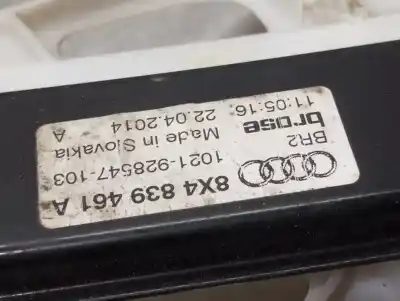 BR2
8X4 839 461 A
1021-928547-103
brose
Made in Slovakia
A
11:05:16
22.04.2014